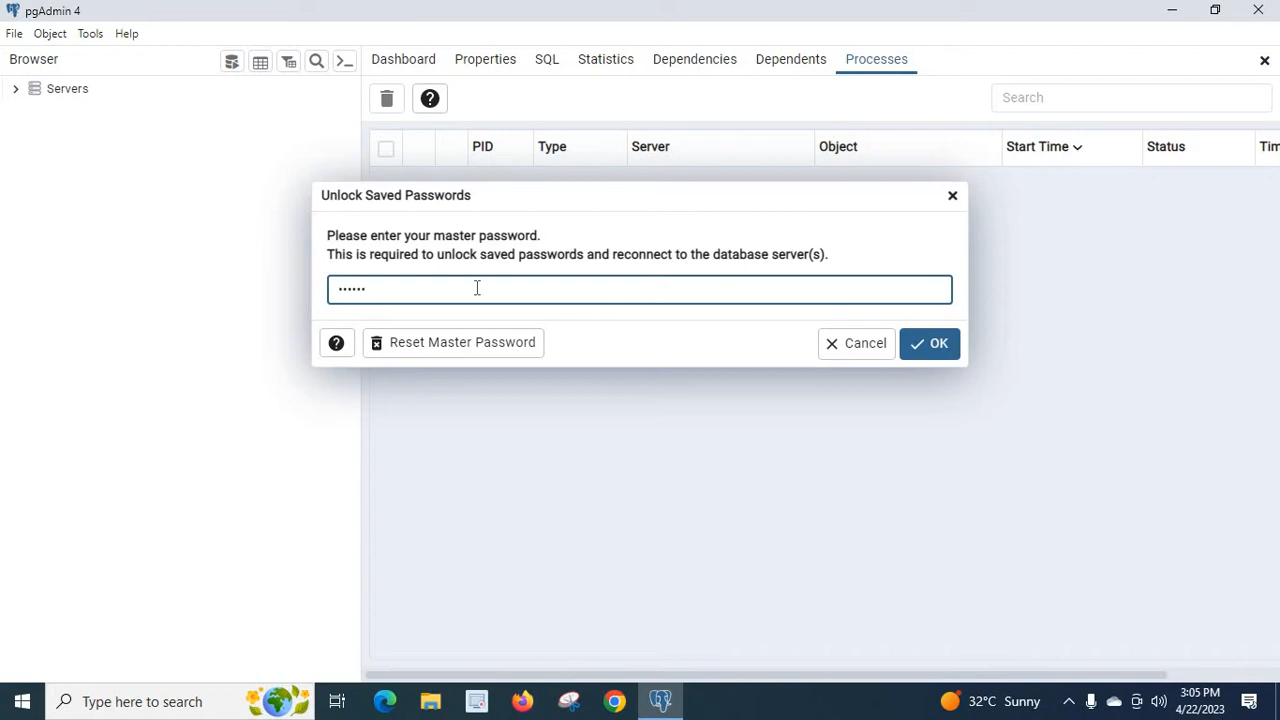 pgAdmin 4
File Object Tools Help
Browser
Dashboard Properties SQL Statistics Dependencies Dependents Processes
Servers
Search
PID Type Server Object Start Time Status Tim
Unlock Saved Passwords
Please enter your master password.
This is required to unlock saved passwords and reconnect to the database server(s).
••••••
Reset Master Password Cancel OK
Type here to search
32°C Sunny
3:05 PM
4/22/2023